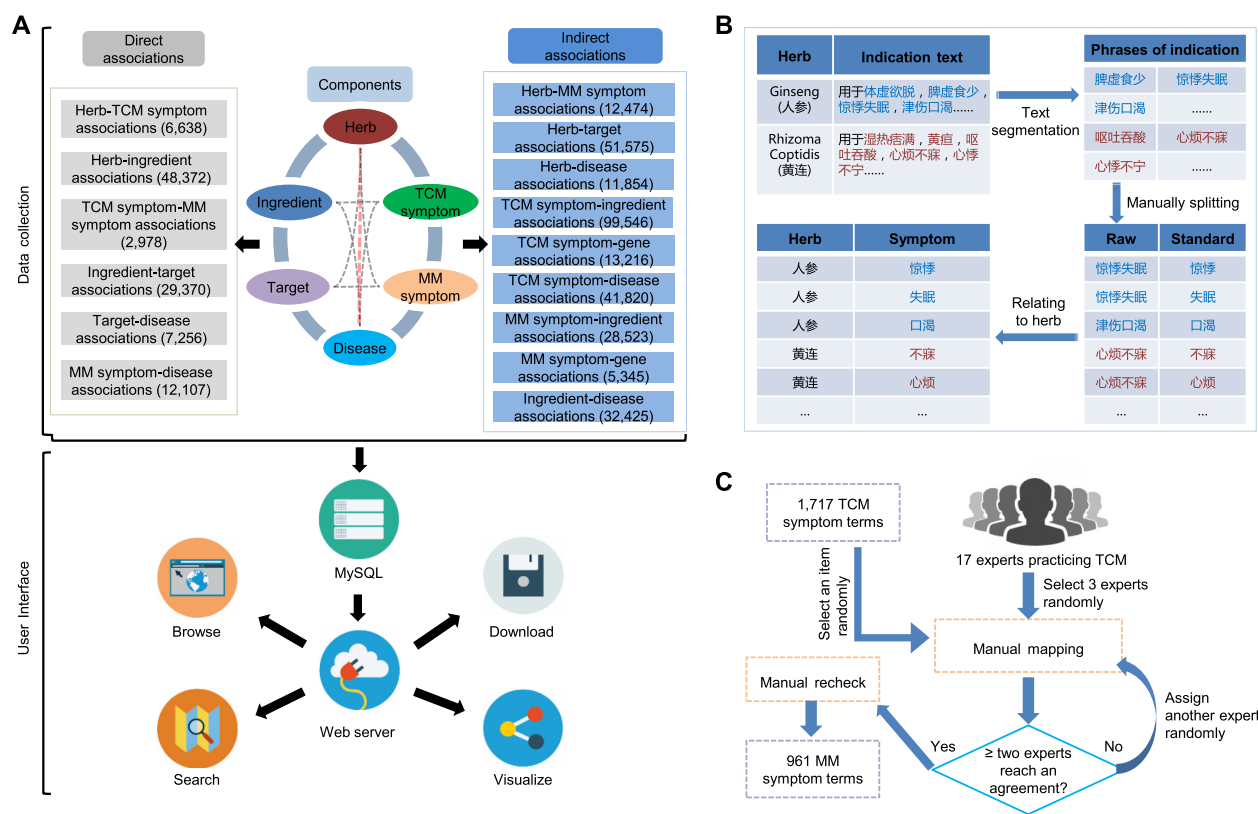 A
Data collection
User Interface
Direct
associations
Herb-TCM symptom
associations (6,638)
Herb-ingredient
associations (48,372)
TCM symptom-MM
symptom associations
(2,978)
Ingredient-target
associations (29,370)
Target-disease
associations (7,256)
MM symptom-disease
associations (12,107)
Components
Herb
Ingredient
TCM
symptom
Target
MM
symptom
Disease
Indirect
associations
Herb-MM symptom
(12,474)
Herb-target
(51,575)
Herb-disease
associations (11,854)
TCM symptom-ingredient
associations (99,546)
TCM symptom-gene
associations (13,216)
TCM symptom-disease
associations (41,820)
MM symptom-ingredient
associations (28,523)
MM symptom-gene
associations (5,345)
Ingredient-disease
associations (32,425)
MySQL
Browse
Download
Web server
Search
Visualize
B
Herb
Indication text
Ginseng
(人参)
用于体虚欲脱，脾虚食少，
惊悸失眠，津伤口渴......
Rhizoma
Coptidis
(黄连)
用于湿热痞满，黄疸，呕
吐吞酸，心烦不寐，心悸
不宁......
Text
segmentation
Phrases of indication
脾虚食少 惊悸失眠
津伤口渴 ......
呕吐吞酸 心烦不寐
心悸不宁 ......
Manually splitting
Raw Standard
惊悸失眠 惊悸
惊悸失眠 失眠
津伤口渴 口渴
心烦不寐 不寐
心烦不寐 心烦
... ...
Relating
to herb
Herb Symptom
人参 惊悸
人参 失眠
人参 口渴
黄连 不寐
黄连 心烦
... ...
C
1,717 TCM
symptom terms
17 experts practicing TCM
Select an item
randomly
Select 3 experts
randomly
Manual mapping
Manual recheck
Assign
another expert
randomly
Yes
No
≥ two experts
reach an
agreement?
961 MM
symptom terms